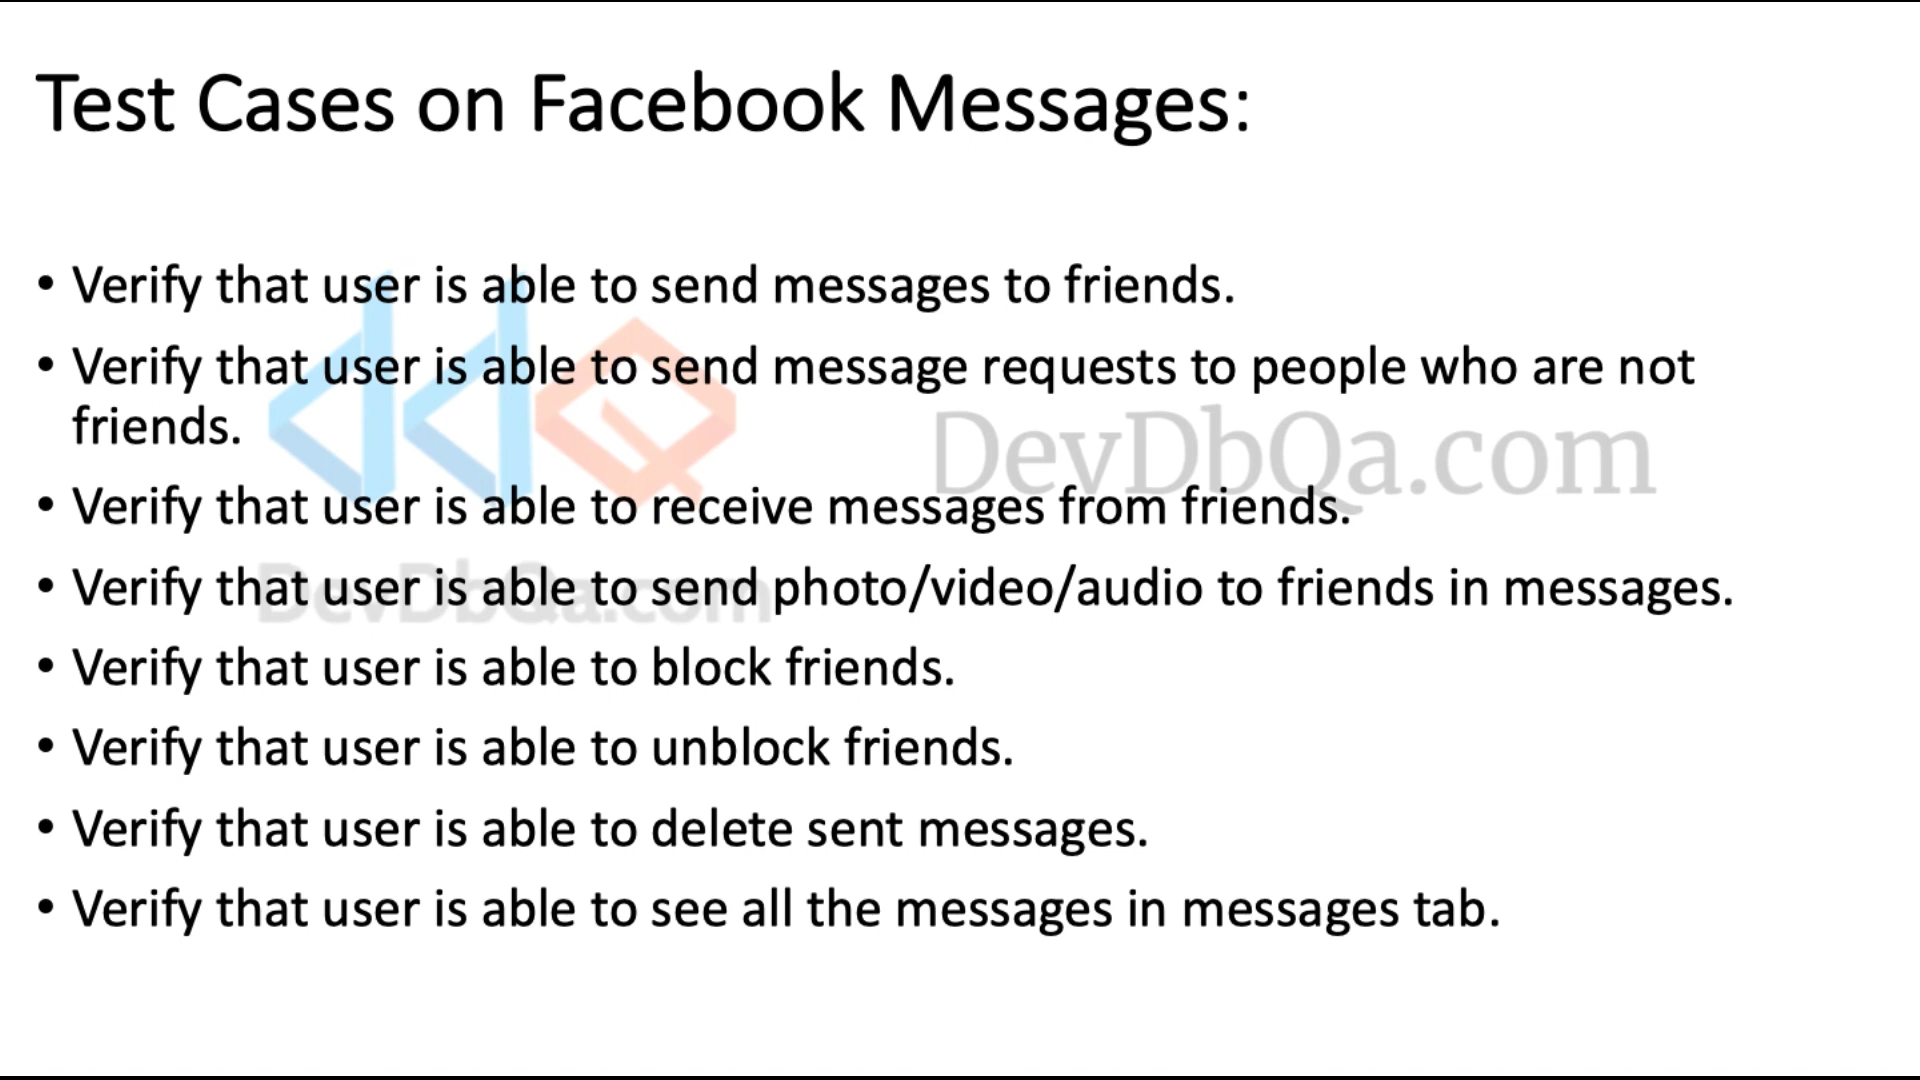 Test Cases on Facebook Messages:
• Verify that user is able to send messages to friends.
• Verify that user is able to send message requests to people who are not
friends.
DevDbQa.com
• Verify that user is able to receive messages from friends.
• Verify that user is able to send photo/video/audio to friends in messages.
DevDbQa.com
• Verify that user is able to block friends.
• Verify that user is able to unblock friends.
• Verify that user is able to delete sent messages.
• Verify that user is able to see all the messages in messages tab.